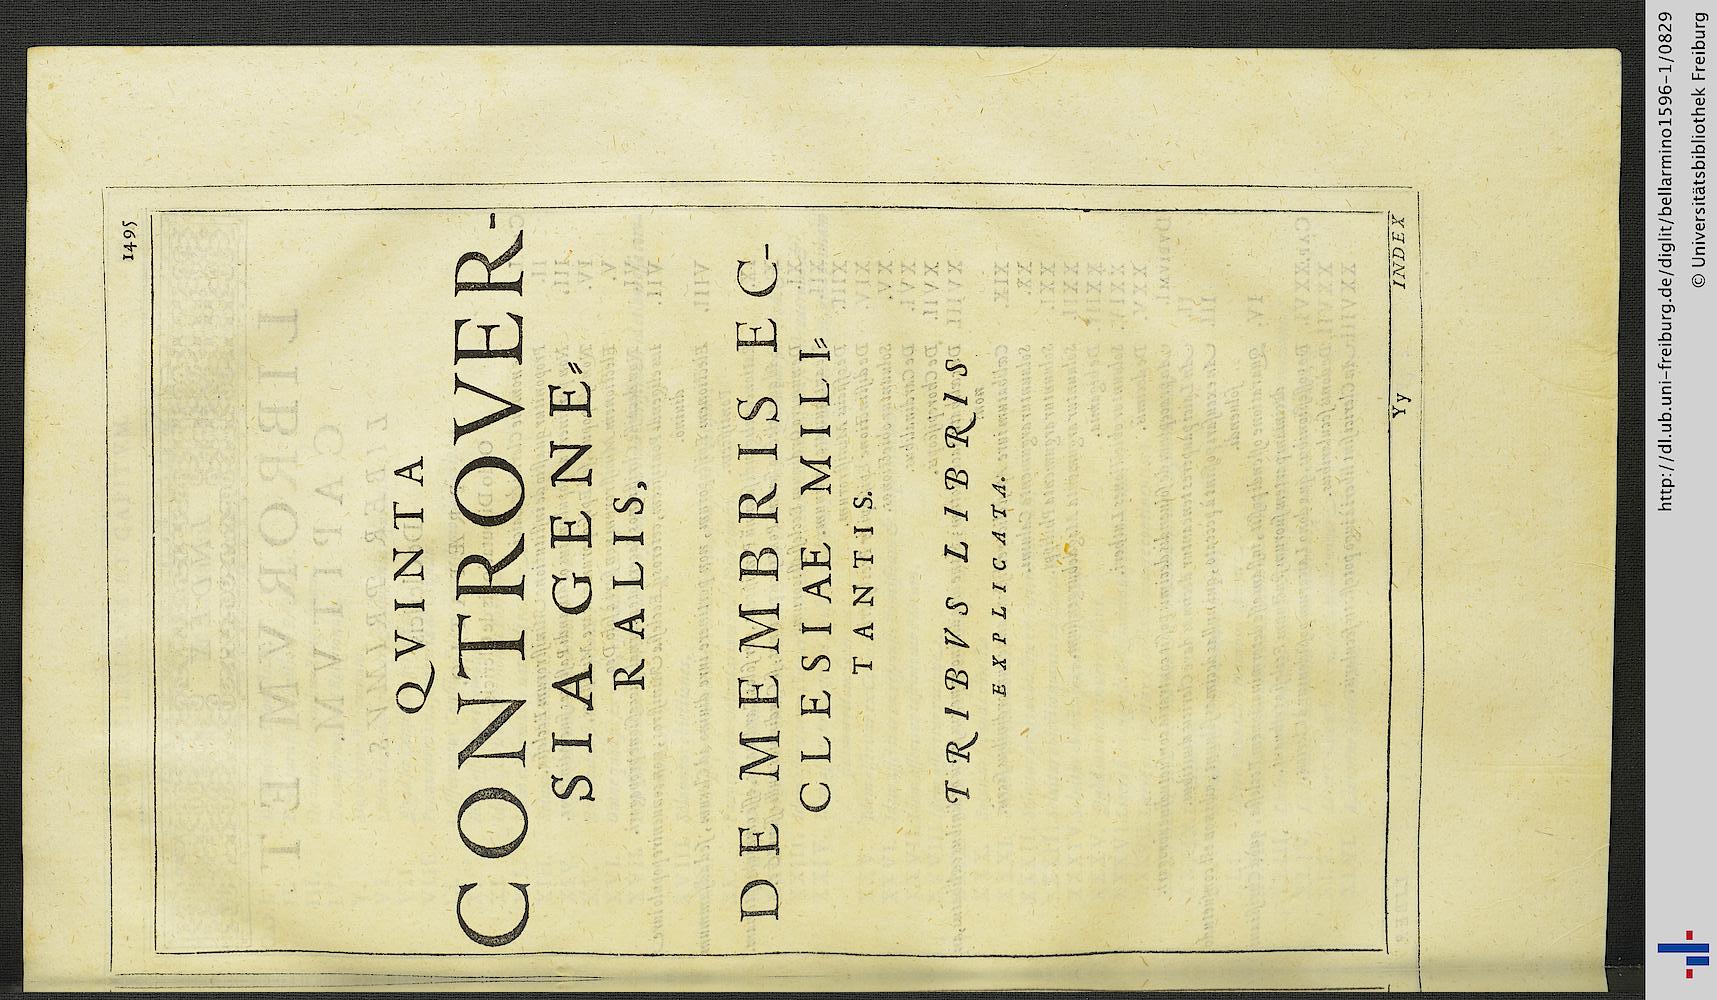 1495
QVINTA
CONTROVER-
SIA GENE=
RALIS,
DE MEMBRIS EC-
CLESIAE MILI=
TANTIS.
TRIBVS LIBRIS
EXPLICATA.
Yy INDEX
http://dl.ub.uni-freiburg.de/diglit/bellarmino1596-1/0829
© Universitätsbibliothek Freiburg